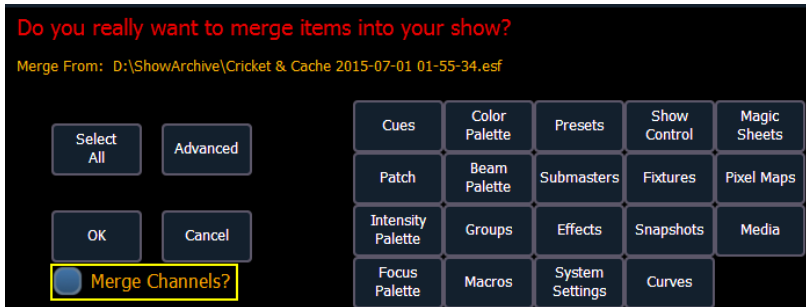 Do you really want to merge items into your show?
Merge From: D:\ShowArchive\Cricket & Cache 2015-07-01 01-55-34.esf
Select
All
Advanced
OK
Cancel
Merge Channels?
Cues
Color
Palette
Presets
Show
Control
Magic
Sheets
Patch
Beam
Palette
Submasters
Fixtures
Pixel Maps
Intensity
Palette
Groups
Effects
Snapshots
Media
Focus
Palette
Macros
System
Settings
Curves